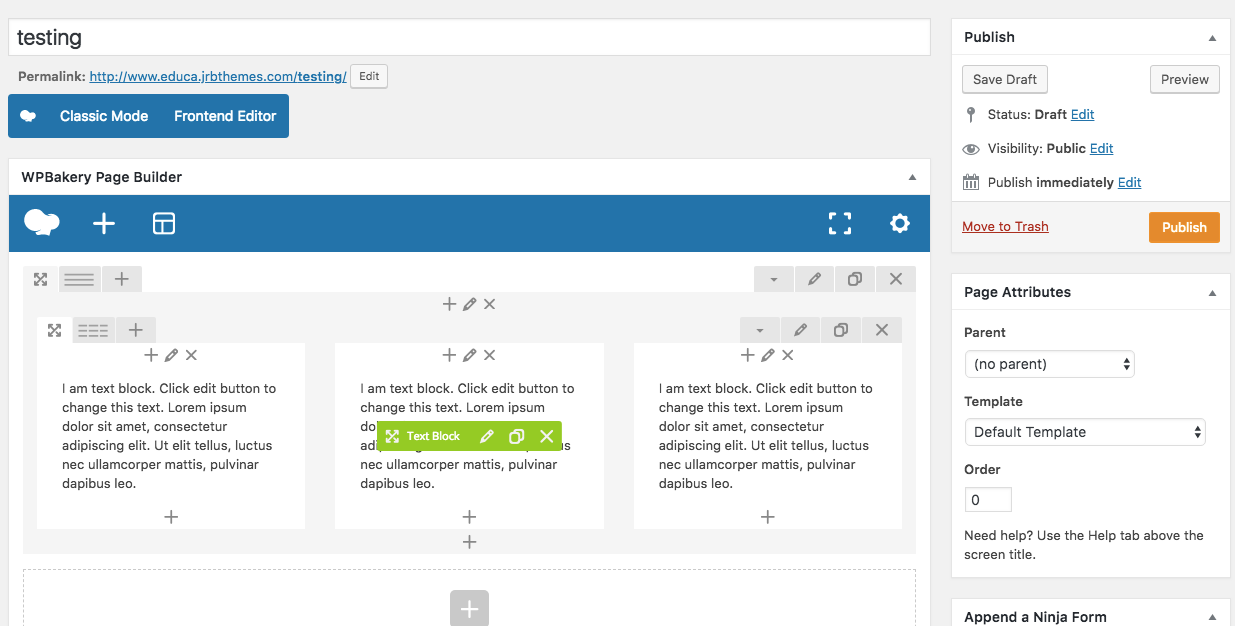 testing
Permalink: http://www.educa.jrbthemes.com/testing/ Edit
Classic Mode Frontend Editor
WPBakery Page Builder
I am text block. Click edit button to
change this text. Lorem ipsum
dolor sit amet, consectetur
adipiscing elit. Ut elit tellus, luctus
nec ullamcorper mattis, pulvinar
dapibus leo.
I am text block. Click edit button to
change this text. Lorem ipsum
Text Block
nec ullamcorper mattis, pulvinar
dapibus leo.
I am text block. Click edit button to
change this text. Lorem ipsum
dolor sit amet, consectetur
adipiscing elit. Ut elit tellus, luctus
nec ullamcorper mattis, pulvinar
dapibus leo.
Publish
Save Draft Preview
Status: Draft Edit
Visibility: Public Edit
Publish immediately Edit
Move to Trash Publish
Page Attributes
Parent
(no parent)
Template
Default Template
Order
0
Need help? Use the Help tab above the
screen title.
Append a Ninja Form